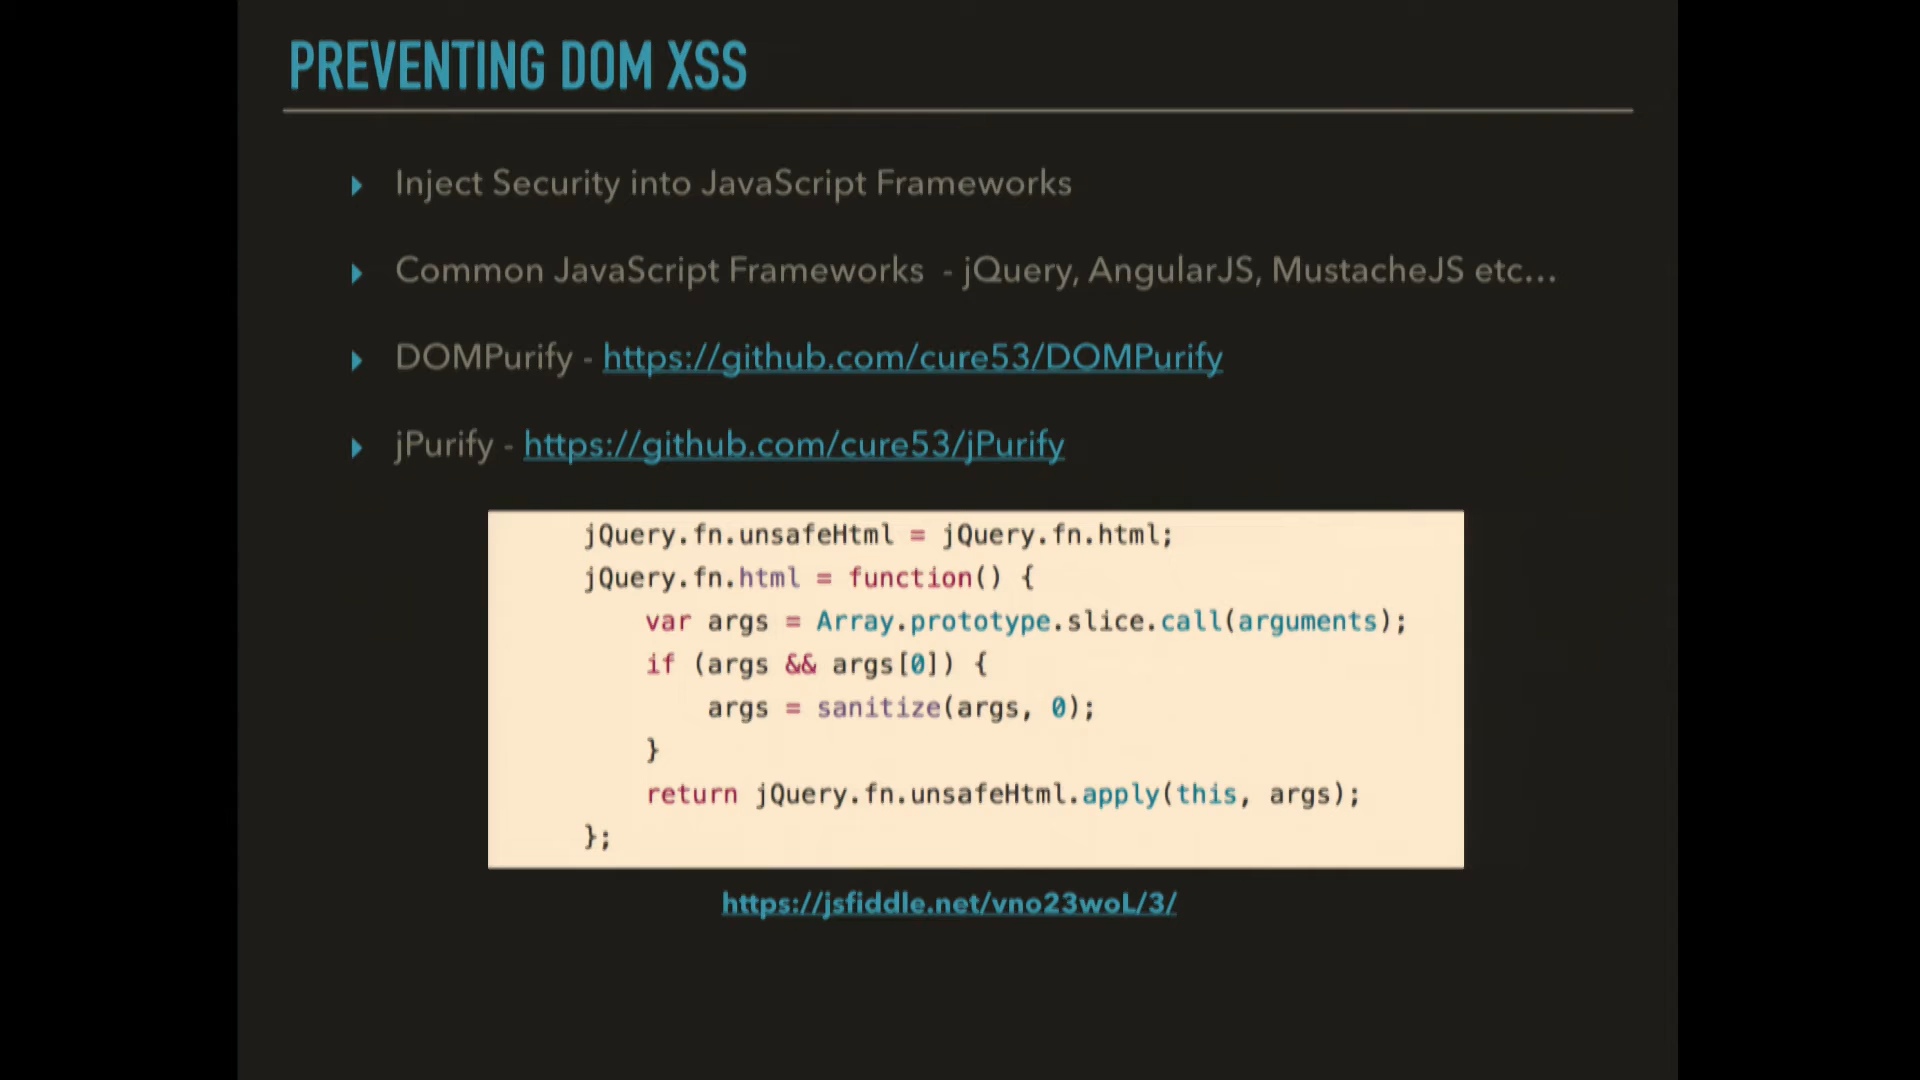 PREVENTING DOM XSS
Inject Security into JavaScript Frameworks
Common JavaScript Frameworks - jQuery, AngularJS, MustacheJS etc...
DOMPurify - https://github.com/cure53/DOMPurify
jPurify - https://github.com/cure53/jPurify
jQuery.fn.unsafeHtml = jQuery.fn.html;
jQuery.fn.html = function() {
var args = Array.prototype.slice.call(arguments);
if (args && args[0]) {
args = sanitize(args, 0);
}
return jQuery.fn.unsafeHtml.apply(this, args);
};
https://jsfiddle.net/vno23woL/3/